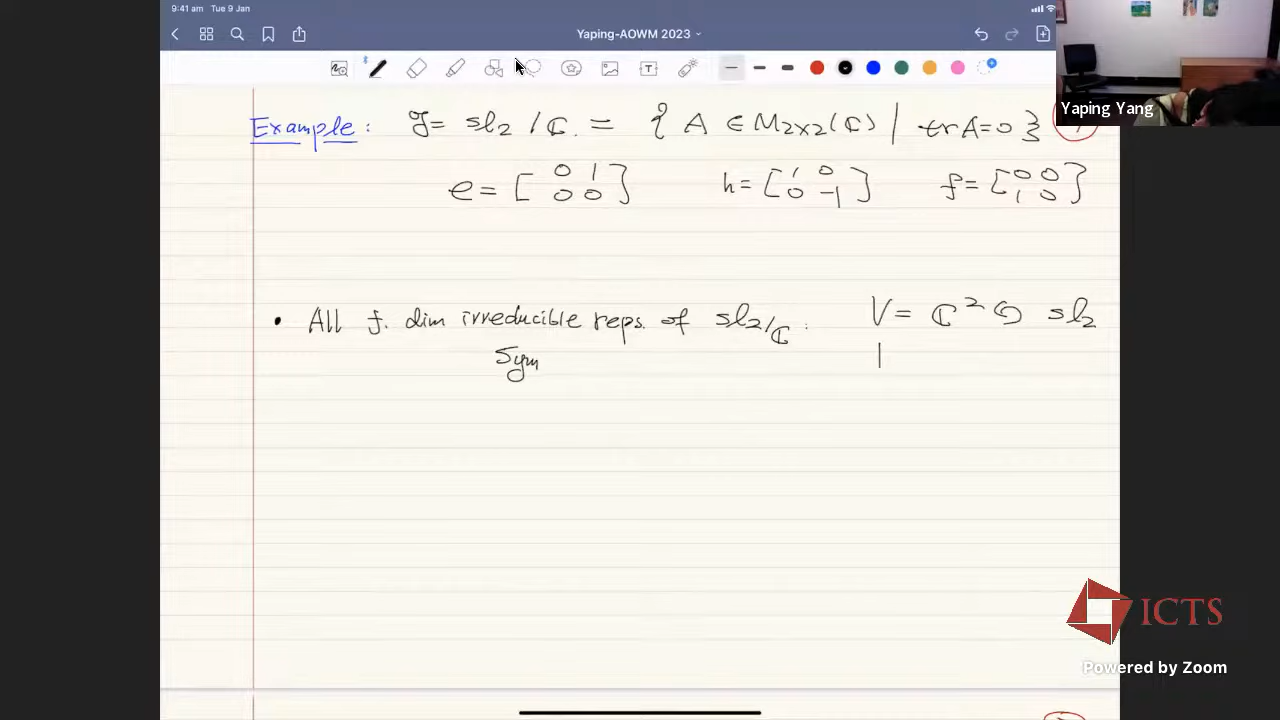 9:41 am Tue 9 Jan
Yaping-AOWM 2023
Yaping Yang
Example: g = sl₂ /ℂ. = { A ∈ M₂ₓ₂(ℂ) | tr A = 0 }
e = [ 0 1 ; 0 0 ] h = [ 1 0 ; 0 -1 ] f = [ 0 0 ; 1 0 ]
• All f. dim irreducible reps. of sl₂/ℂ : V = ℂ² ↺ sl₂
Sym |
ICTS
Powered by Zoom